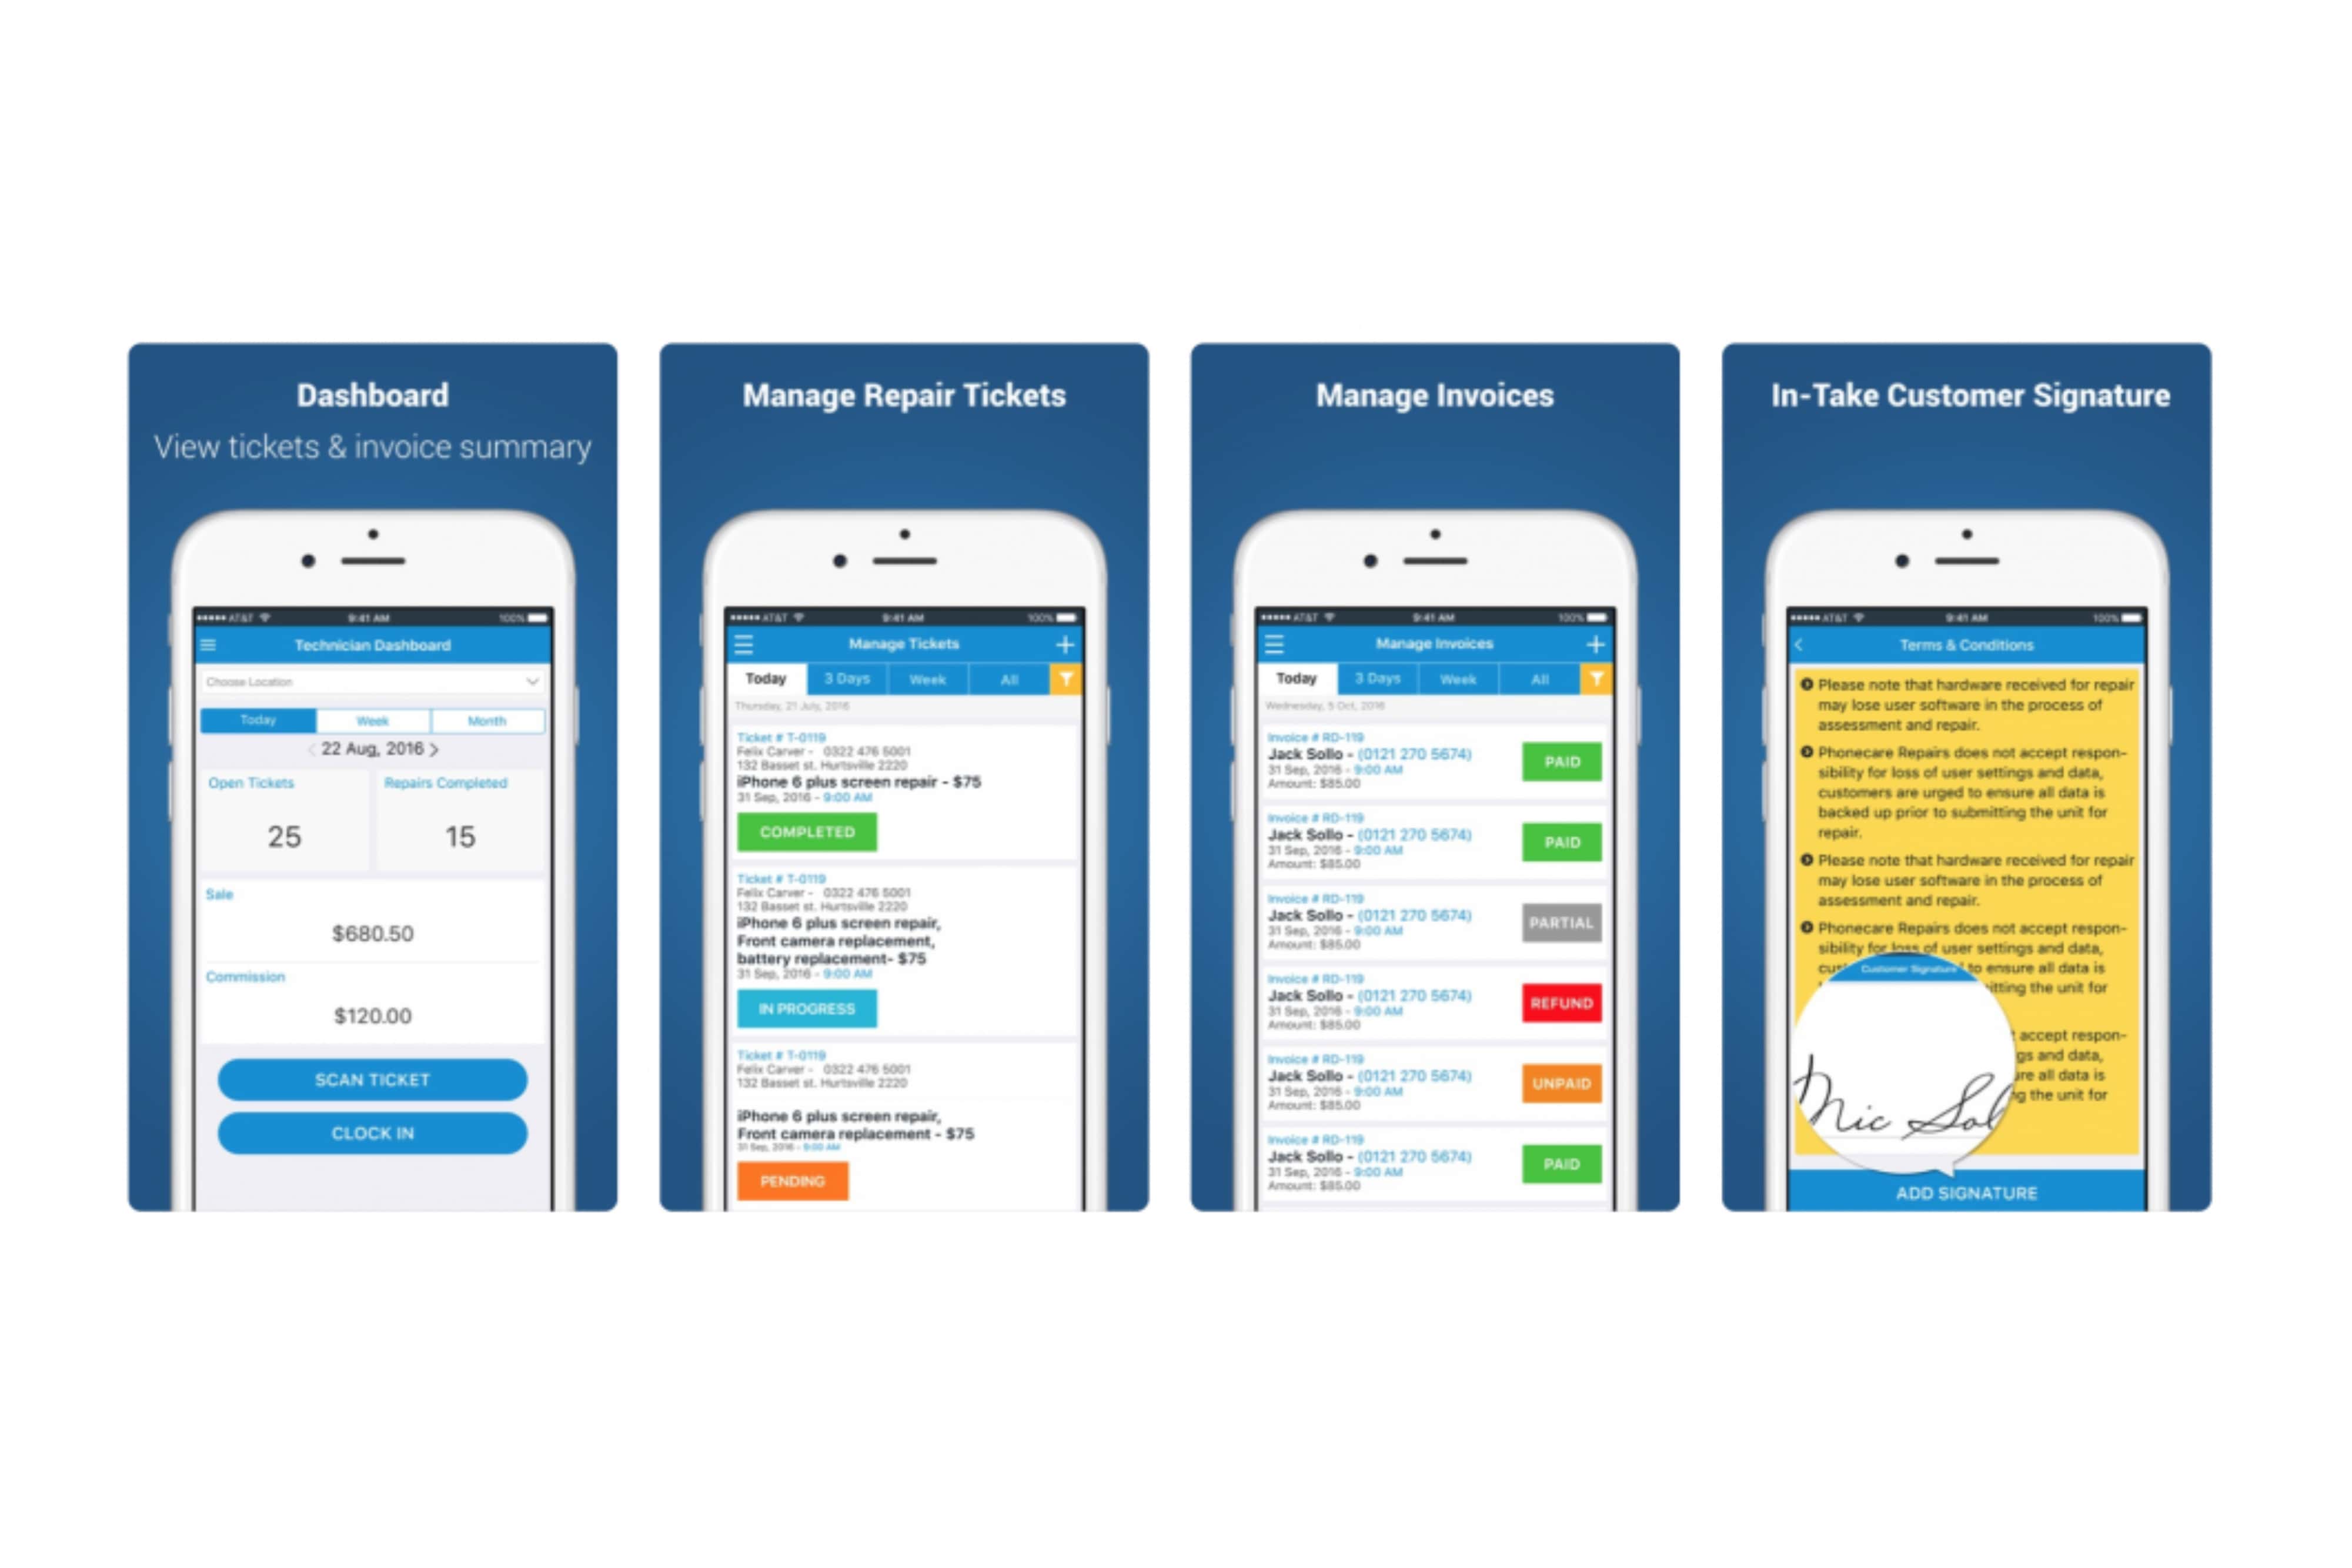 Dashboard
View tickets & invoice summary
AT&T 9:41 AM 100%
Technician Dashboard
Choose Location
Today Week Month
< 22 Aug, 2016 >
Open Tickets Repairs Completed
25 15
Sale
$680.50
Commission
$120.00
SCAN TICKET
CLOCK IN
Manage Repair Tickets
AT&T 9:41 AM 100%
Manage Tickets +
Today 3 Days Week All
Thursday, 21 July, 2016
Ticket # T-0119
Felix Carver - 0322 476 5001
132 Basset st. Hurtsville 2220
iPhone 6 plus screen repair - $75
31 Sep, 2016 - 9:00 AM
COMPLETED
Ticket # T-0119
Felix Carver - 0322 476 5001
132 Basset st. Hurtsville 2220
iPhone 6 plus screen repair,
Front camera replacement,
battery replacement- $75
31 Sep, 2016 - 9:00 AM
IN PROGRESS
Ticket # T-0119
Felix Carver - 0322 476 5001
132 Basset st. Hurtsville 2220
iPhone 6 plus screen repair,
Front camera replacement - $75
31 Sep, 2016 - 9:00 AM
PENDING
Manage Invoices
AT&T 9:41 AM 100%
Manage Invoices +
Today 3 Days Week All
Wednesday, 5 Oct, 2016
Invoice # RD-119
Jack Sollo - (0121 270 5674)
31 Sep, 2016 - 9:00 AM
Amount: $85.00
PAID
Invoice # RD-119
Jack Sollo - (0121 270 5674)
31 Sep, 2016 - 9:00 AM
Amount: $85.00
PAID
Invoice # RD-119
Jack Sollo - (0121 270 5674)
31 Sep, 2016 - 9:00 AM
Amount: $85.00
PARTIAL
Invoice # RD-119
Jack Sollo - (0121 270 5674)
31 Sep, 2016 - 9:00 AM
Amount: $85.00
REFUND
Invoice # RD-119
Jack Sollo - (0121 270 5674)
31 Sep, 2016 - 9:00 AM
Amount: $85.00
UNPAID
Invoice # RD-119
Jack Sollo - (0121 270 5674)
31 Sep, 2016 - 9:00 AM
Amount: $85.00
PAID
In-Take Customer Signature
AT&T 9:41 AM 100%
Terms & Conditions
Please note that hardware received for repair
may lose user software in the process of
assessment and repair.
Phonecare Repairs does not accept respon-
sibility for loss of user settings and data,
customers are urged to ensure all data is
backed up prior to submitting the unit for
repair.
Please note that hardware received for repair
may lose user software in the process of
assessment and repair.
Phonecare Repairs does not accept respon-
sibility for loss of user settings and data,
to ensure all data is
the unit for
accept respon-
and data,
all data is
the unit for
Customer Signature
Mic Sol
ADD SIGNATURE